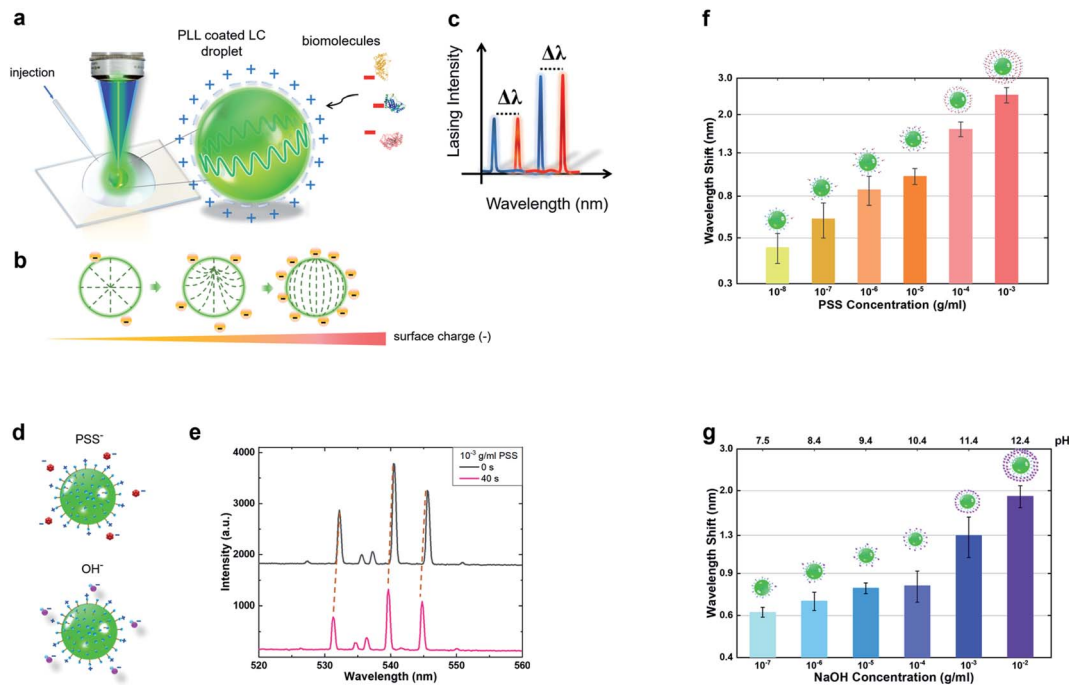 a
PLL coated LC
droplet
injection
biomolecules
b
surface charge (-)
c
Lasing Intensity
Δλ
Δλ
Wavelength (nm)
d
PSS⁻
OH⁻
e
Intensity (a.u.)
4000
3000
2000
1000
10⁻³ g/ml PSS
0 s
40 s
520 530 540 550 560
Wavelength (nm)
f
Wavelength Shift (nm)
3.0
2.0
1.3
0.8
0.5
0.3
10⁻⁸ 10⁻⁷ 10⁻⁶ 10⁻⁵ 10⁻⁴ 10⁻³
PSS Concentration (g/ml)
g
7.5 8.4 9.4 10.4 11.4 12.4 pH
Wavelength Shift (nm)
3.0
2.0
1.3
0.9
0.6
10⁻⁷ 10⁻⁶ 10⁻⁵ 10⁻⁴ 10⁻³ 10⁻²
NaOH Concentration (g/ml)